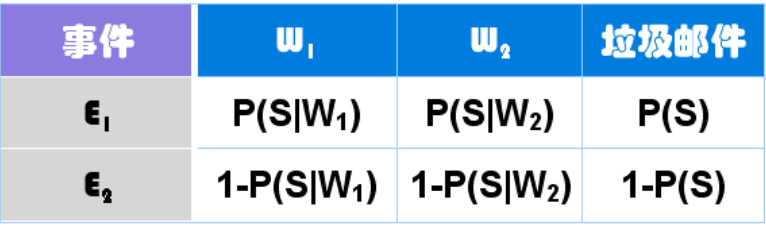 事件 W₁ W₂ 垃圾邮件
E₁ P(S|W₁) P(S|W₂) P(S)
E₂ 1-P(S|W₁) 1-P(S|W₂) 1-P(S)